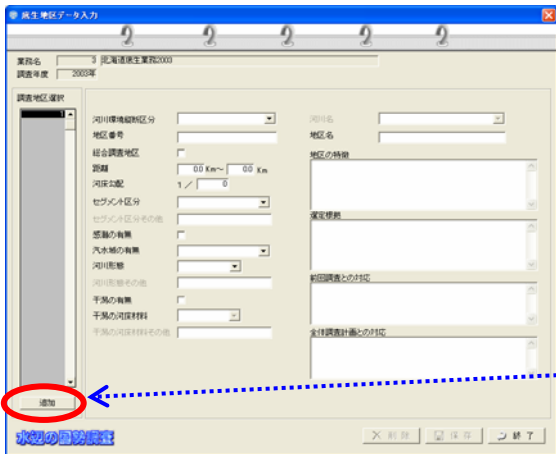 底生地区データ入力
業務名 3 北海道底生業務2003
調査年度 2003年
調査地区選択
1
河川環境縦断区分
河川名
地区番号
地区名
総合調査地区
地区の特徴
距離 0.0 Km～ 0.0 Km
河床勾配 1／ 0
セグメント区分
選定根拠
セグメント区分その他
感潮の有無
汽水域の有無
河川形態
前回調査との対応
河川形態その他
干潟の有無
干潟の河床材料
干潟の河床材料その他
全体調査計画との対応
追加
水辺の国勢調査
削除 保存 終了